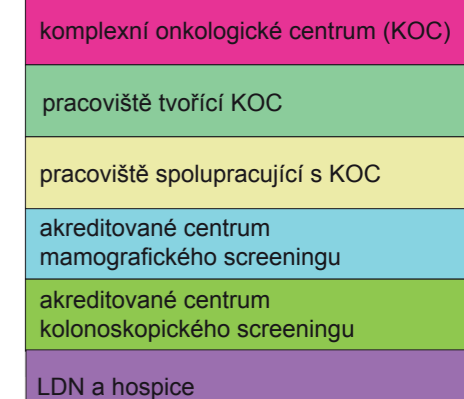 komplexní onkologické centrum (KOC)
pracoviště tvořící KOC
pracoviště spolupracující s KOC
akreditované centrum
mamografického screeningu
akreditované centrum
kolonoskopického screeningu
LDN a hospice